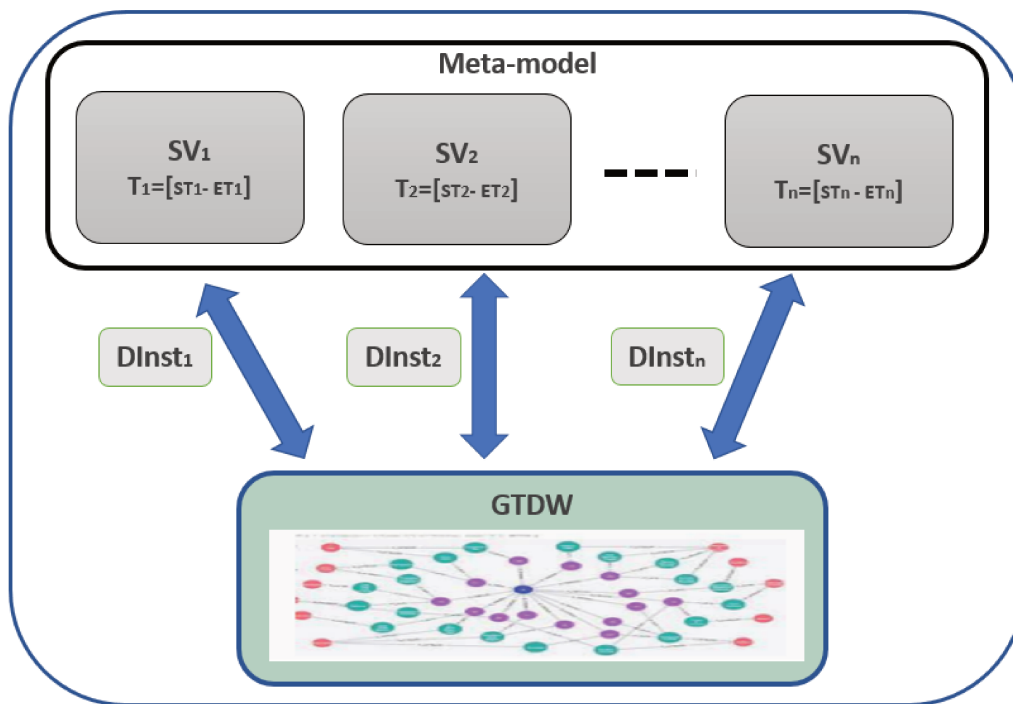 Meta-model
SV₁
T₁=[ST1- ET1]
SV₂
T₂=[ST2- ET2]
SVₙ
Tₙ=[STn - ETn]
DInst₁
DInst₂
DInstₙ
GTDW